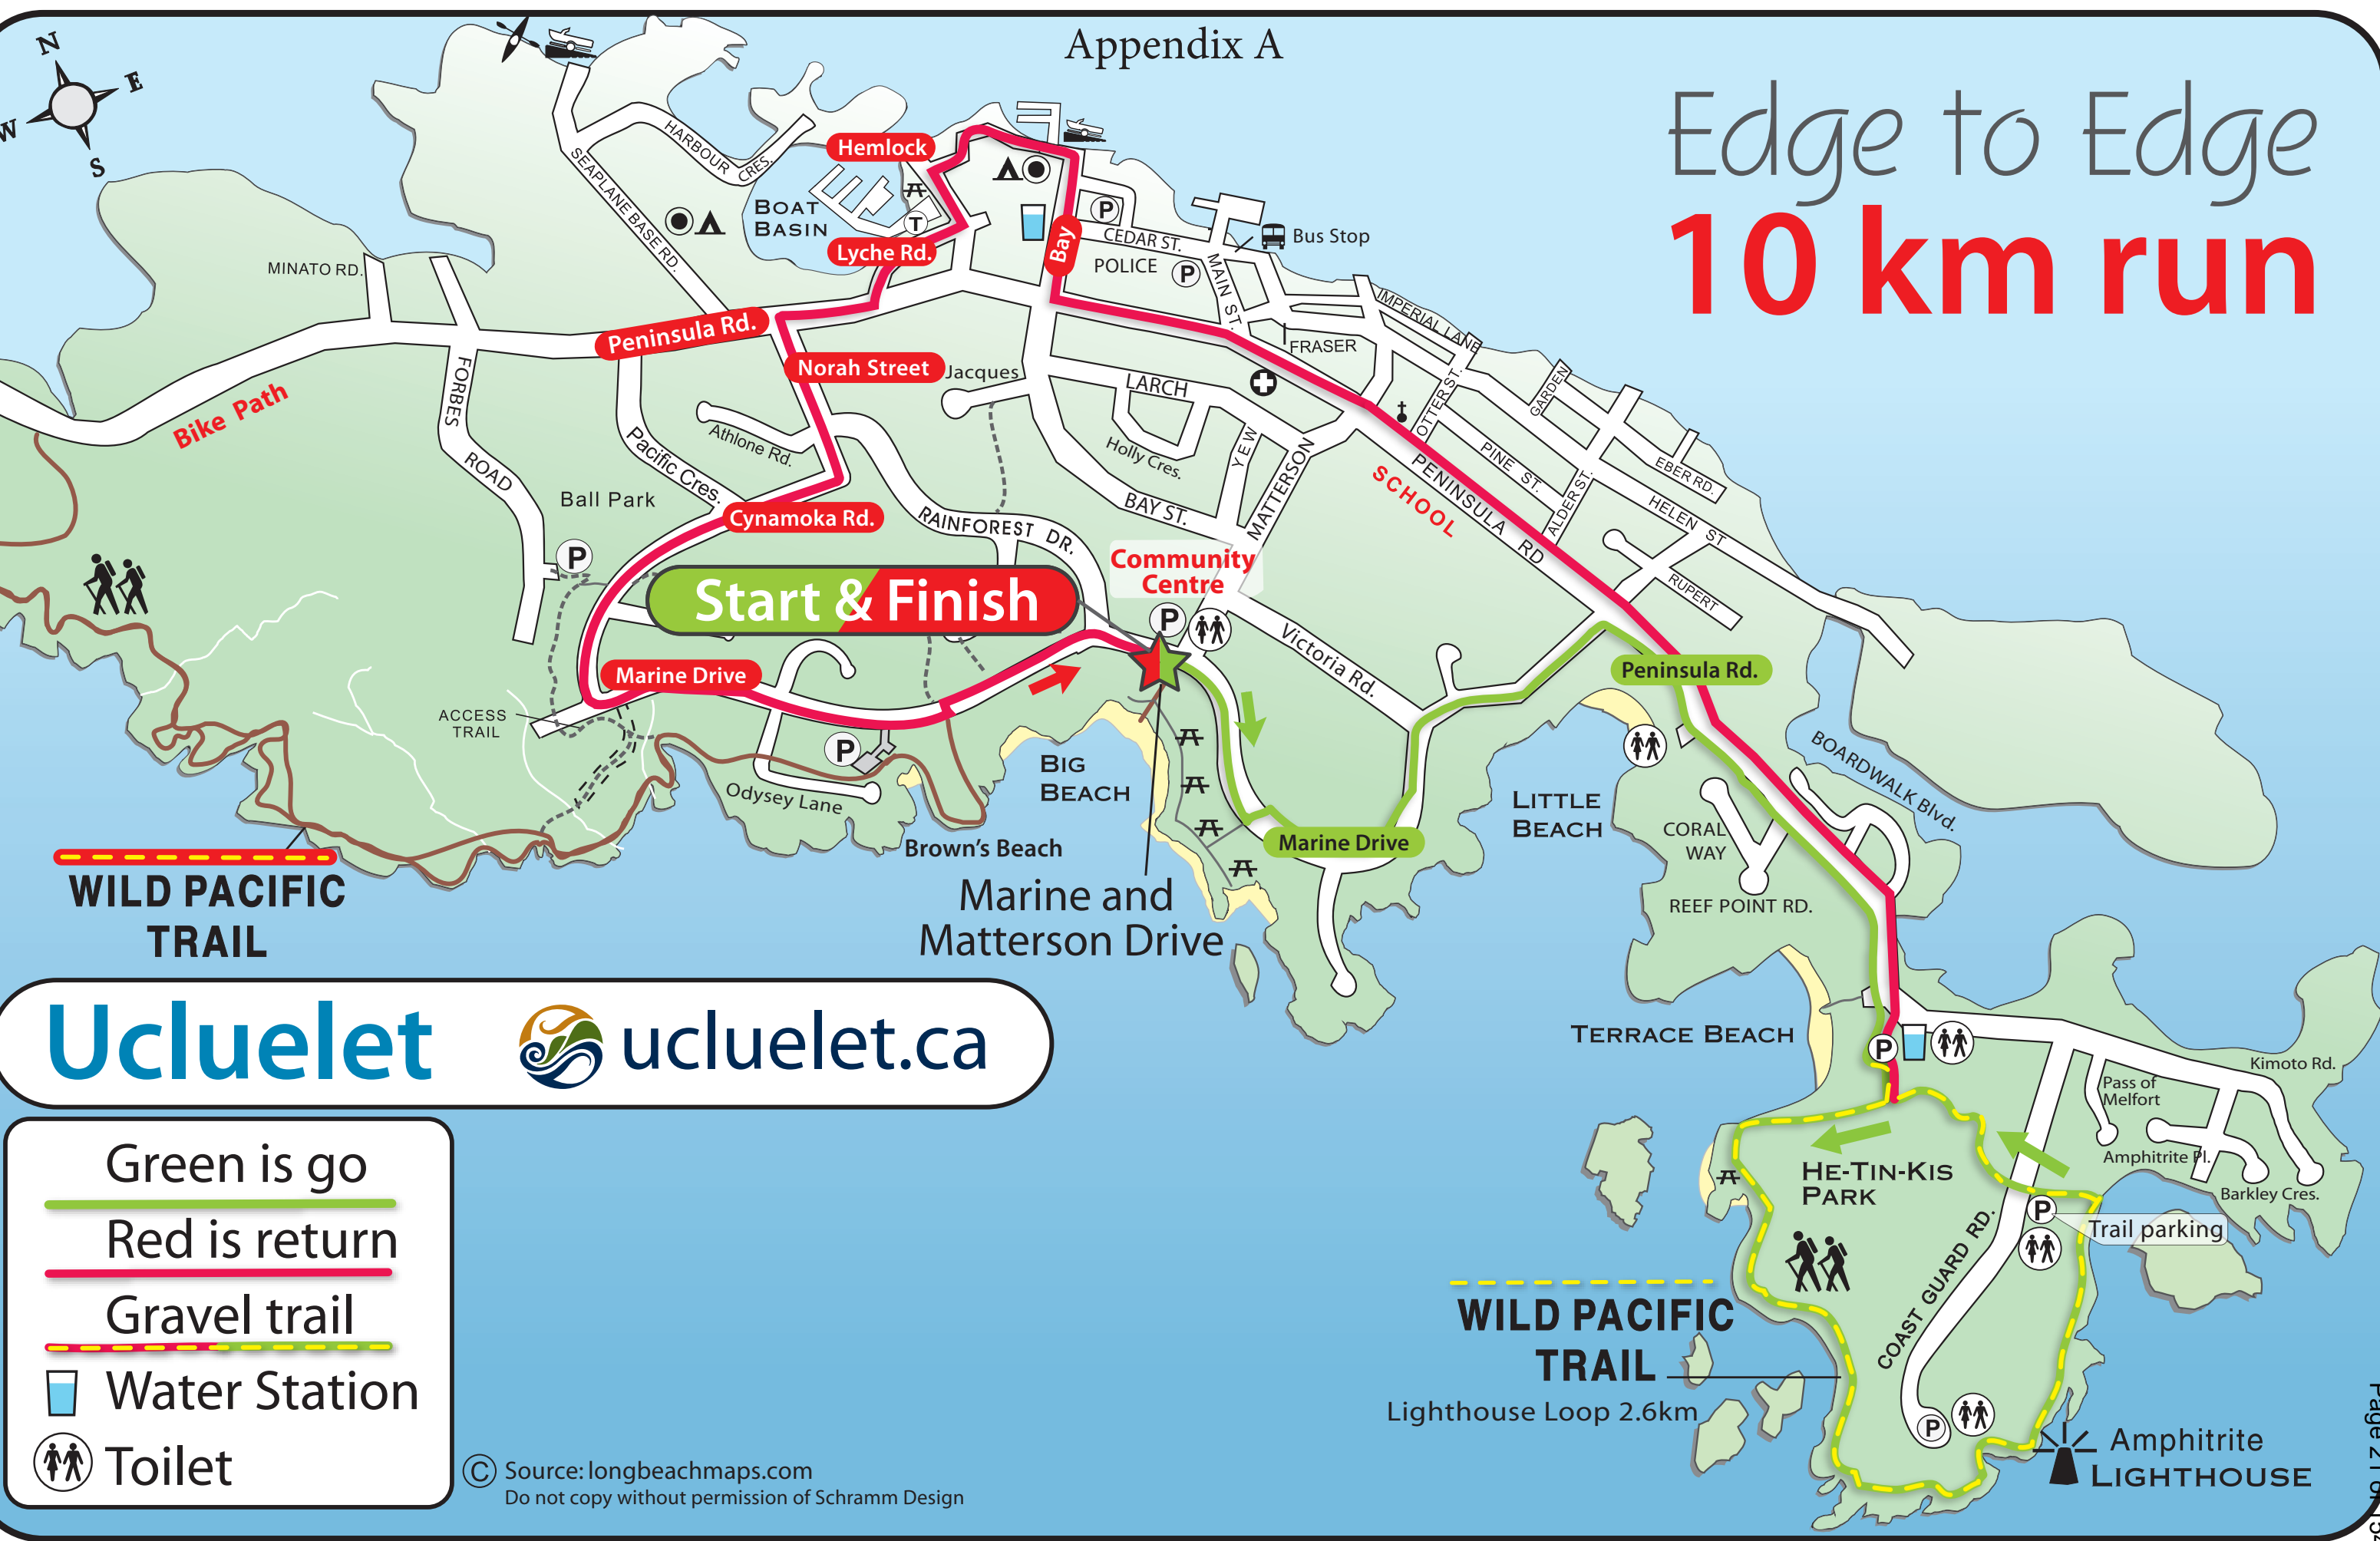 Appendix A
Edge to Edge
10 km run
N
E
W
S
HARBOUR CRES.
SEAPLANE BASE RD.
Hemlock
BOAT
BASIN
T
Lyche Rd.
Bay
P
CEDAR ST.
POLICE
P
MAIN ST.
Bus Stop
IMPERIAL LANE
FRASER
MINATO RD.
Peninsula Rd.
Norah Street
Jacques
LARCH
Holly Cres.
YEW
MATTERSON
OTTER ST.
GARDEN
PINE ST.
ALDER ST.
EBER RD.
HELEN ST
RUPERT
PENINSULA RD
SCHOOL
Bike Path
FORBES
ROAD
Pacific Cres.
Athlone Rd.
Ball Park
P
Cynamoka Rd.
RAINFOREST DR.
BAY ST.
Community
Centre
P
Start & Finish
Victoria Rd.
Marine Drive
ACCESS
TRAIL
P
Odysey Lane
BIG
BEACH
Brown's Beach
Marine and
Matterson Drive
Marine Drive
Peninsula Rd.
LITTLE
BEACH
BOARDWALK Blvd.
CORAL
WAY
REEF POINT RD.
TERRACE BEACH
P
Kimoto Rd.
Pass of
Melfort
Amphitrite Pl.
Barkley Cres.
HE-TIN-KIS
PARK
P
Trail parking
COAST GUARD RD.
P
WILD PACIFIC
TRAIL
WILD PACIFIC
TRAIL
Lighthouse Loop 2.6km
Amphitrite
LIGHTHOUSE
Ucluelet
ucluelet.ca
Green is go
Red is return
Gravel trail
Water Station
Toilet
© Source: longbeachmaps.com
Do not copy without permission of Schramm Design